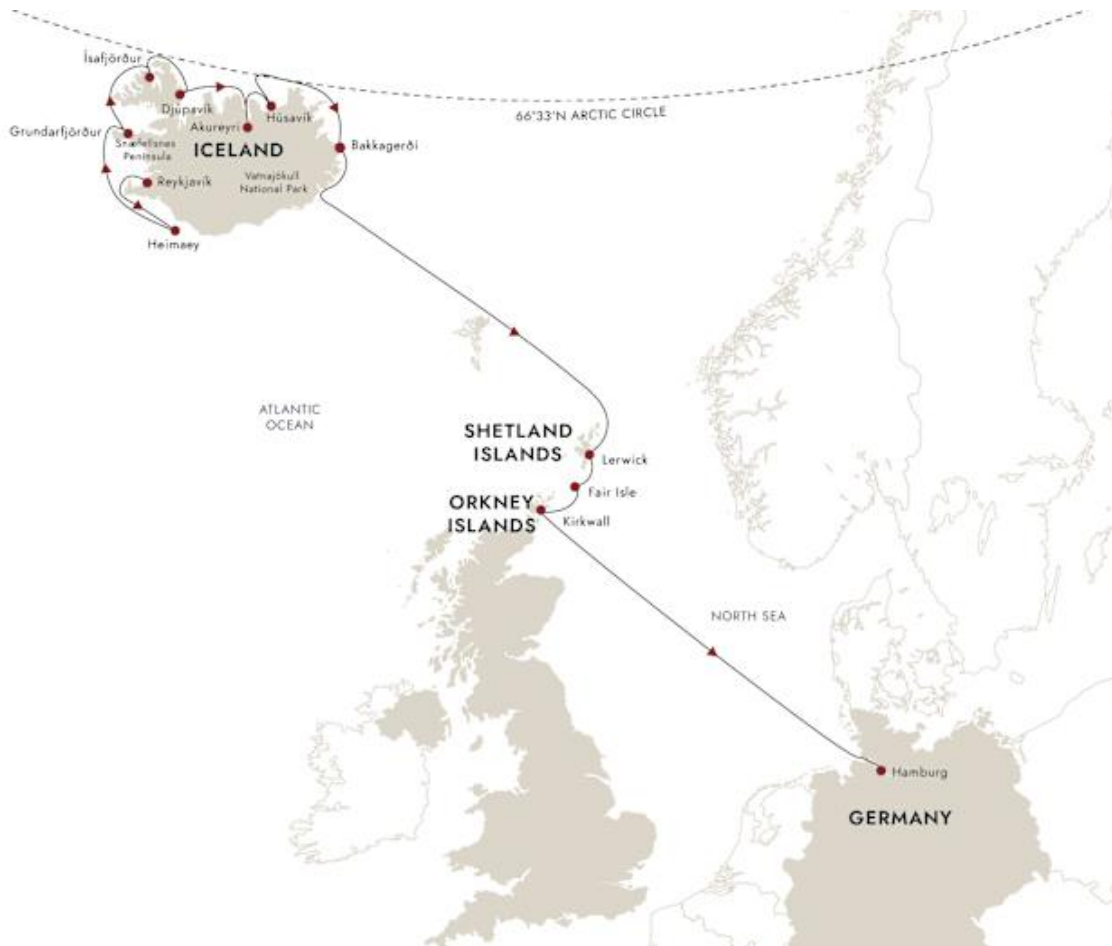 Ísafjörður
Djúpavík
66°33'N ARCTIC CIRCLE
Húsavík
Akureyri
Grundarfjörður
Snæfellsnes
Peninsula
ICELAND
Bakkagerði
Vatnajökull
National Park
Reykjavík
Heimaey
ATLANTIC
OCEAN
SHETLAND
ISLANDS
Lerwick
Fair Isle
ORKNEY
ISLANDS
Kirkwall
NORTH SEA
Hamburg
GERMANY